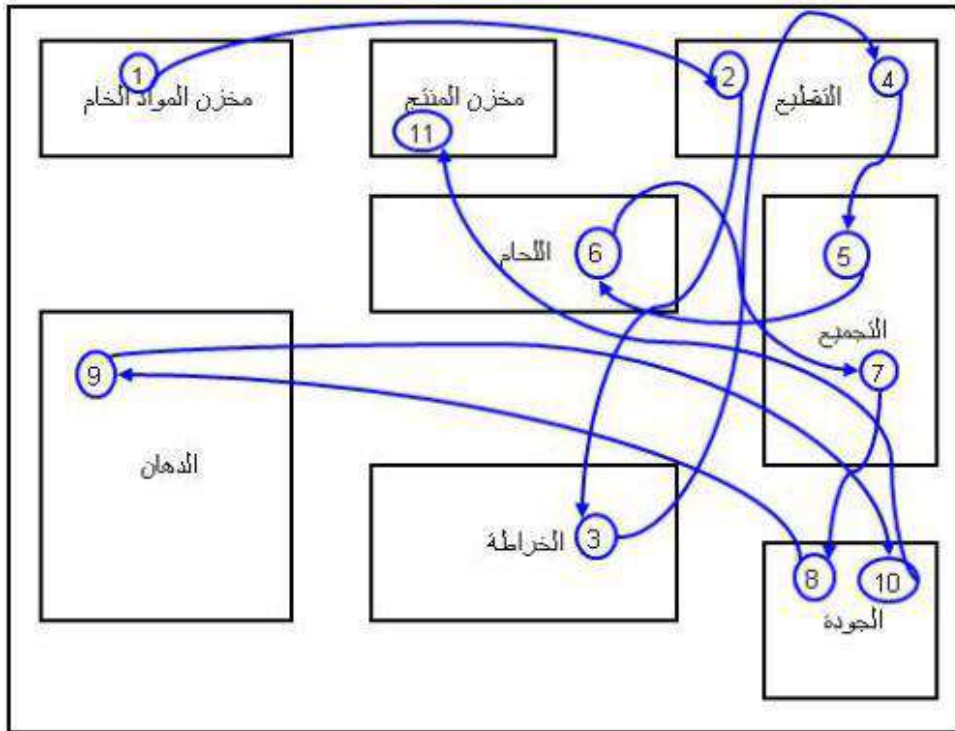 1
مخزن المواد الخام
مخزن المنتج
11
2
التقطيع
4
6
اللحام
5
التجميع
7
9
الدهان
3
الخراطة
8
10
الجودة